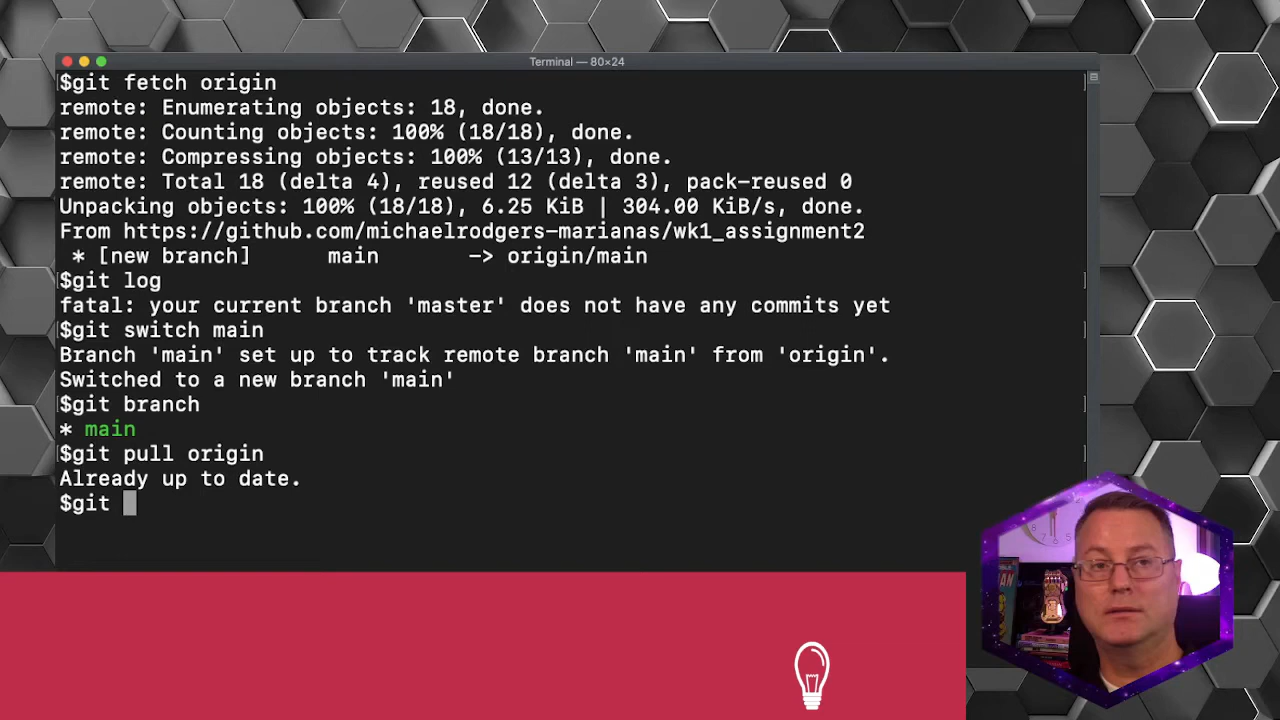 Terminal — 80×24
$git fetch origin
remote: Enumerating objects: 18, done.
remote: Counting objects: 100% (18/18), done.
remote: Compressing objects: 100% (13/13), done.
remote: Total 18 (delta 4), reused 12 (delta 3), pack-reused 0
Unpacking objects: 100% (18/18), 6.25 KiB | 304.00 KiB/s, done.
From https://github.com/michaelrodgers-marianas/wk1_assignment2
 * [new branch]      main       -> origin/main
$git log
fatal: your current branch 'master' does not have any commits yet
$git switch main
Branch 'main' set up to track remote branch 'main' from 'origin'.
Switched to a new branch 'main'
$git branch
* main
$git pull origin
Already up to date.
$git